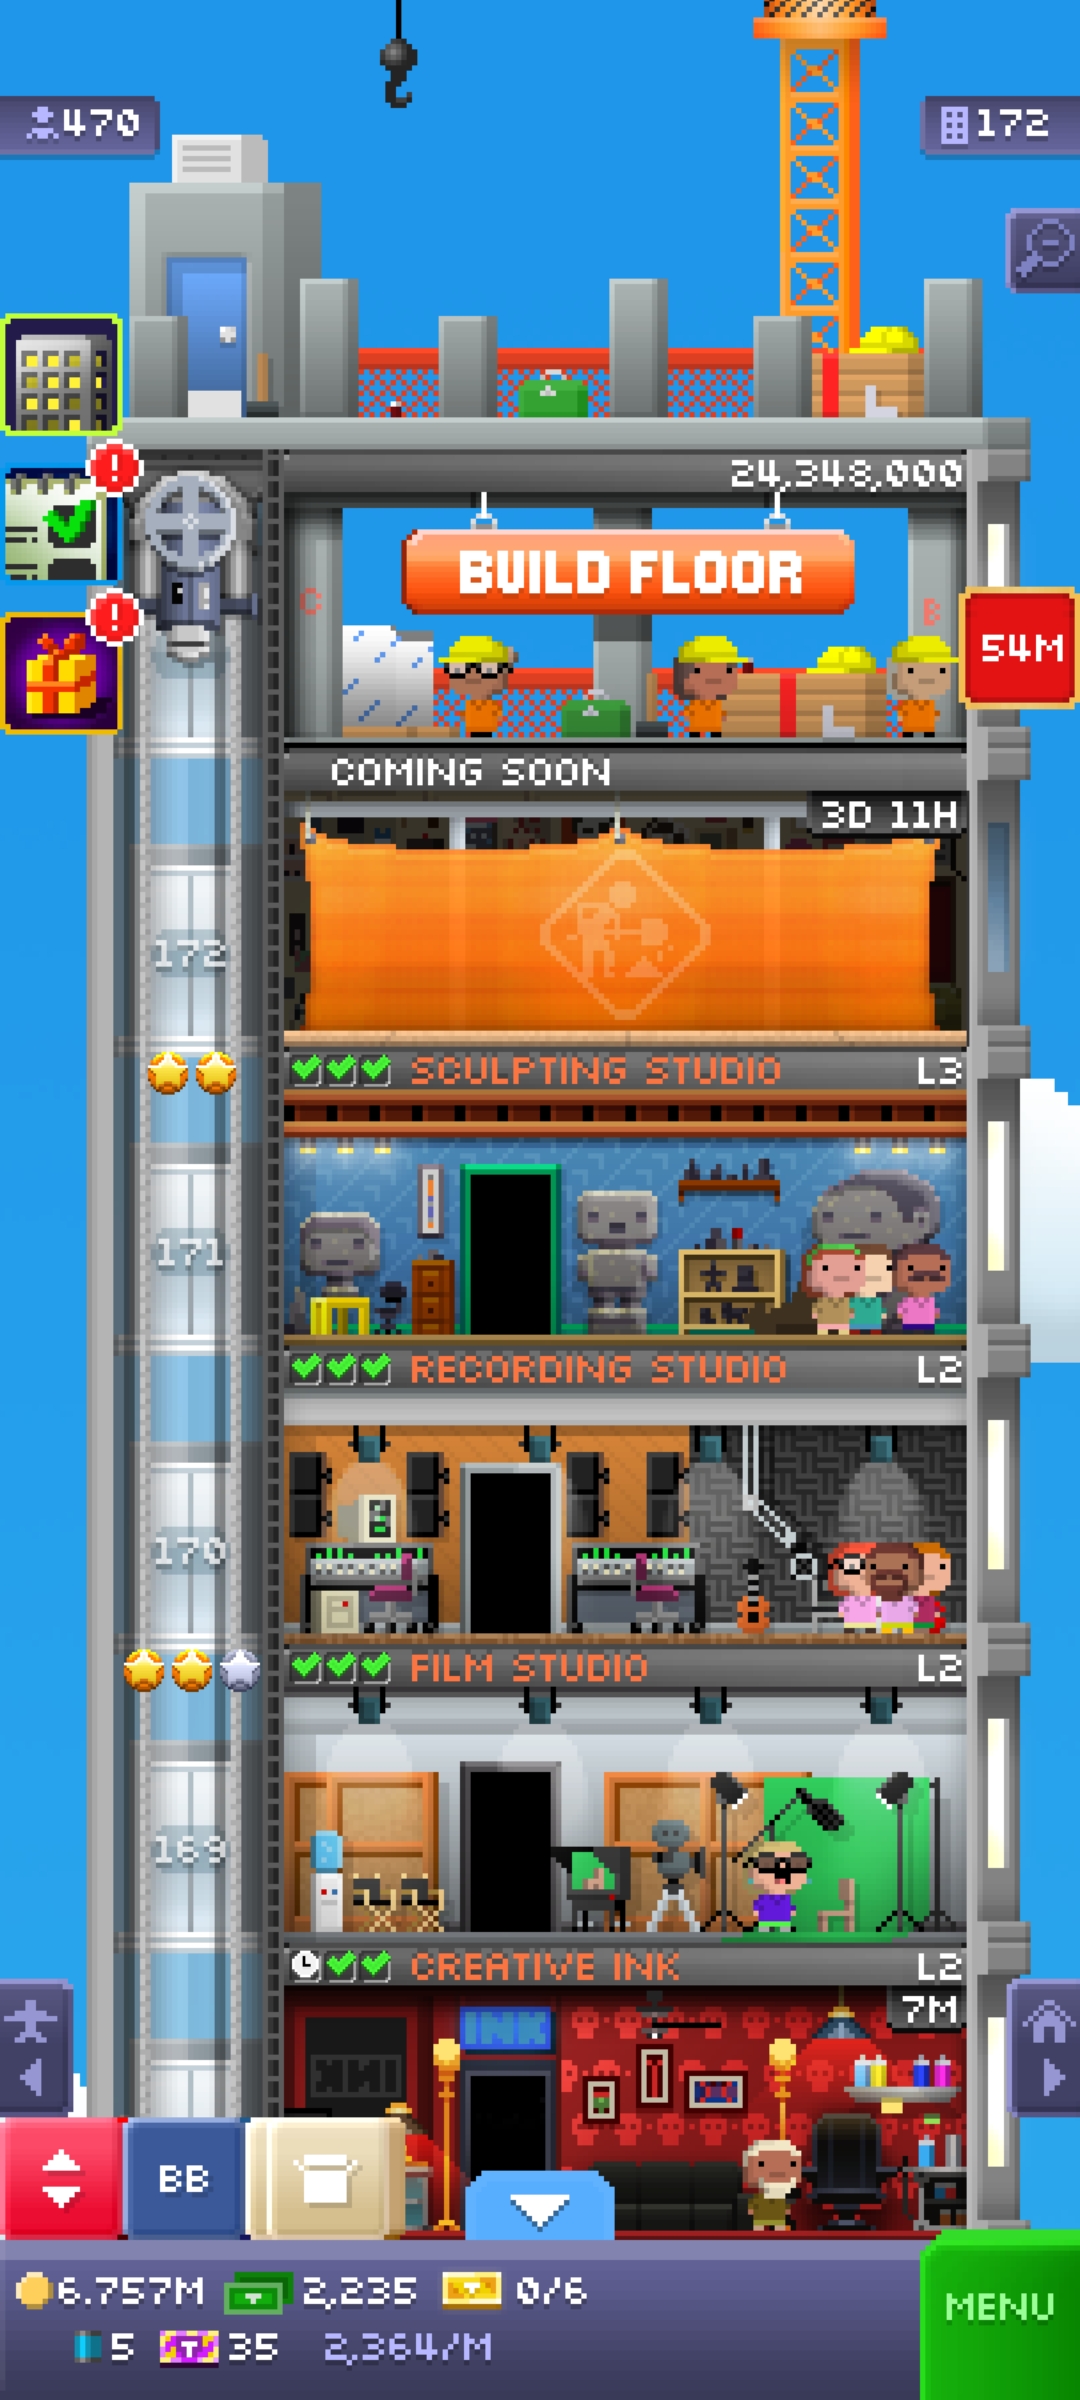 470
172
24,348,000
BUILD FLOOR
C
B
54M
COMING SOON
3D 11H
172
SCULPTING STUDIO L3
171
RECORDING STUDIO L2
170
FILM STUDIO L2
169
CREATIVE INK L2
7M
INK
INK
BB
6.757M 2,235 0/6
5 T 35 2,364/M
MENU